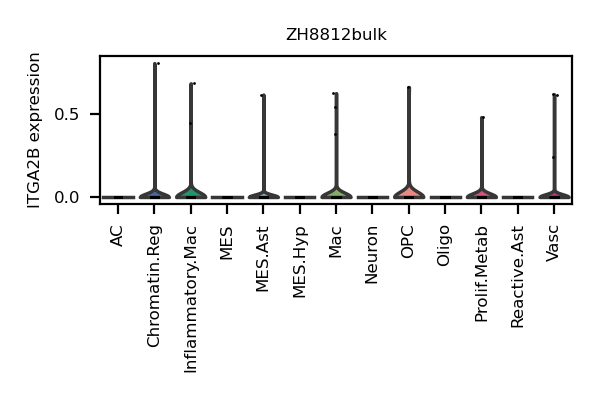 ZH8812bulk
ITGA2B expression
0.5
0.0
AC
Chromatin.Reg
Inflammatory.Mac
MES
MES.Ast
MES.Hyp
Mac
Neuron
OPC
Oligo
Prolif.Metab
Reactive.Ast
Vasc